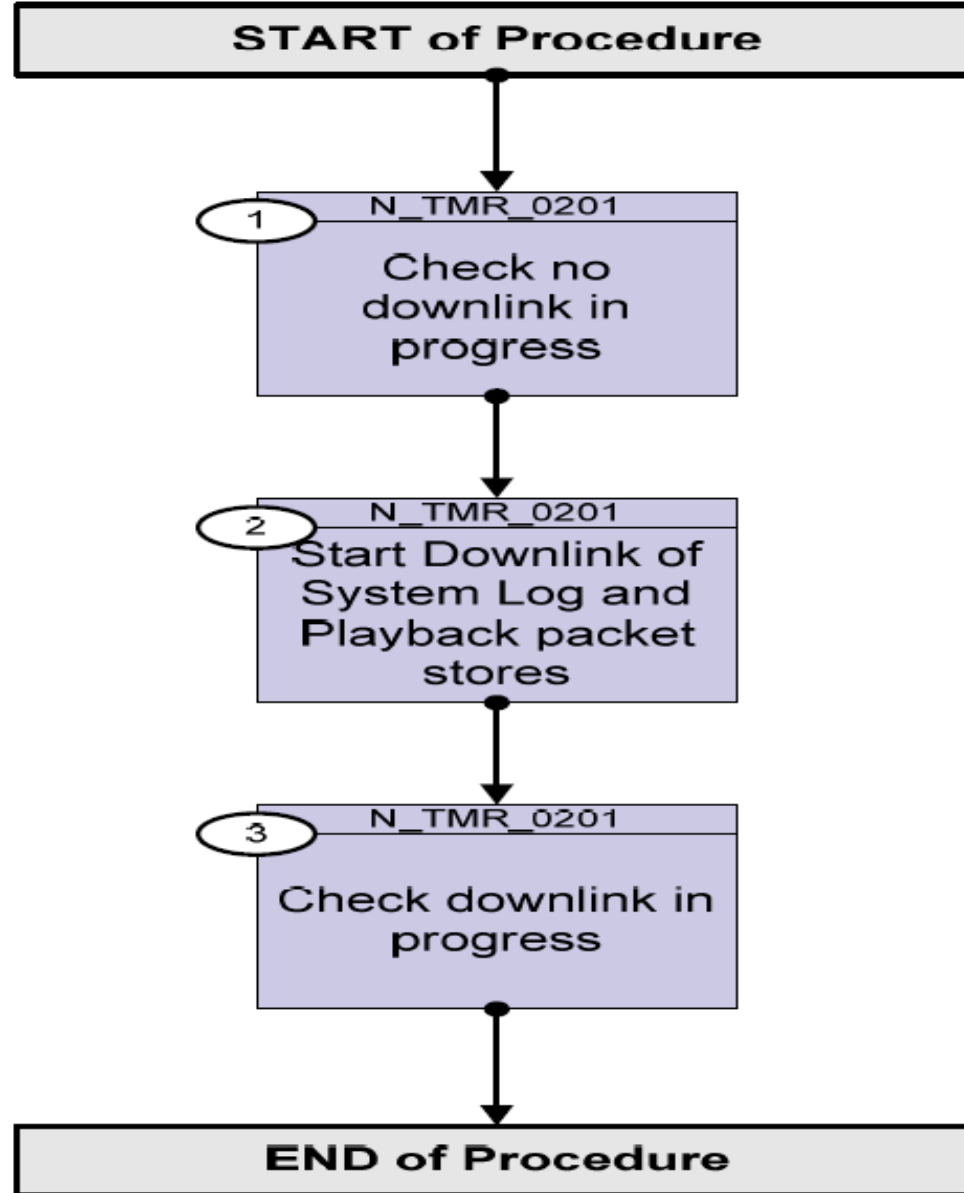 START of Procedure
N_TMR_0201
1
Check no
downlink in
progress
N_TMR_0201
2
Start Downlink of
System Log and
Playback packet
stores
N_TMR_0201
3
Check downlink in
progress
END of Procedure